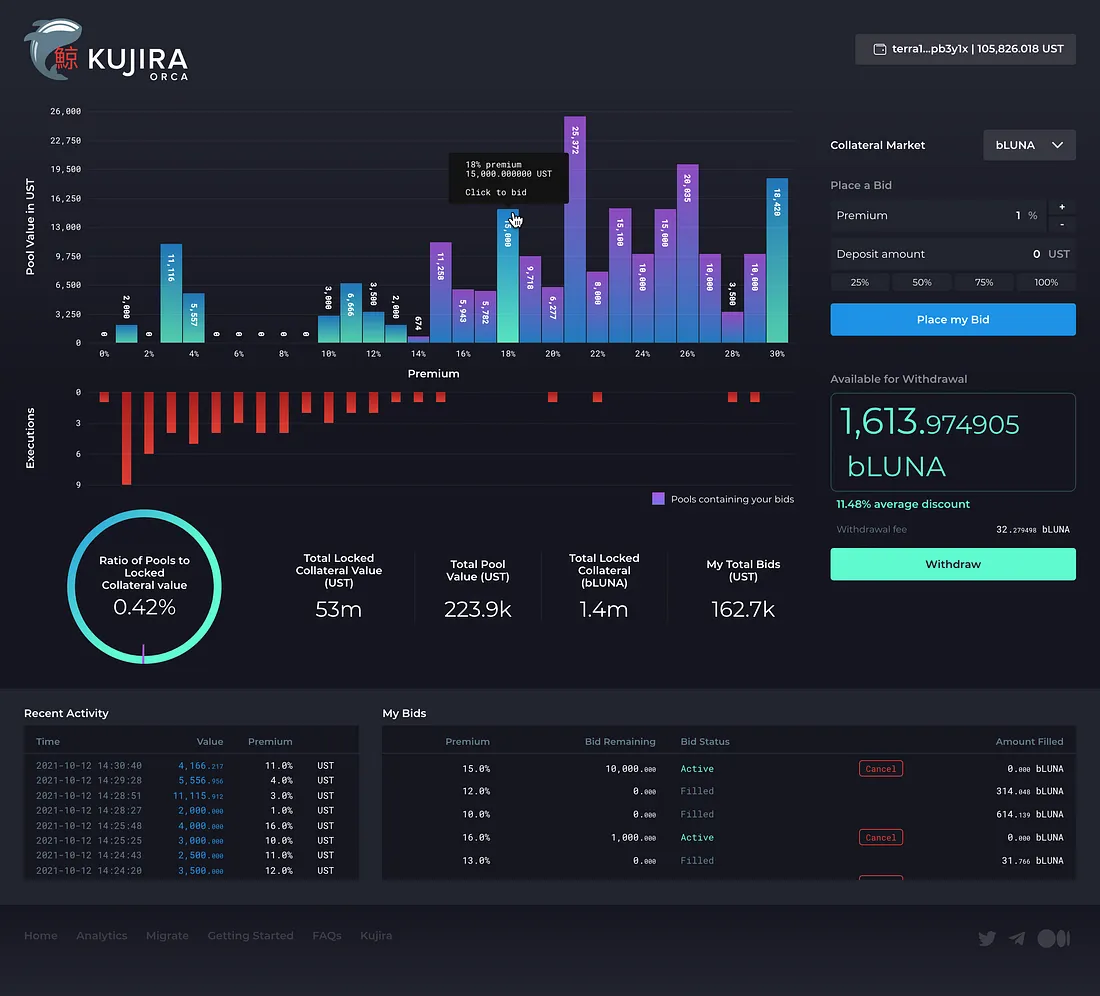 鯨 KUJIRA
ORCA
terra1...pb3y1x | 105,826.018 UST
26,000
22,750
19,500
16,250
13,000
9,750
6,500
3,250
0
Pool Value in UST
0
2,000
0
11,116
5,557
0
0
0
0
0
3,000
6,666
3,500
2,000
674
11,258
5,943
5,782
15,000
9,718
6,277
25,372
8,000
15,100
10,000
15,000
20,035
10,000
3,500
10,000
18,420
18% premium
15,000.000000 UST
Click to bid
0% 2% 4% 6% 8% 10% 12% 14% 16% 18% 20% 22% 24% 26% 28% 30%
Premium
0
3
6
9
Executions
Pools containing your bids
Collateral Market bLUNA
Place a Bid
Premium 1 % + -
Deposit amount 0 UST
25% 50% 75% 100%
Place my Bid
Available for Withdrawal
1,613.974905
bLUNA
11.48% average discount
Withdrawal fee 32.279498 bLUNA
Withdraw
Ratio of Pools to
Locked
Collateral value
0.42%
Total Locked
Collateral Value
(UST)
53m
Total Pool
Value (UST)
223.9k
Total Locked
Collateral
(bLUNA)
1.4m
My Total Bids
(UST)
162.7k
Recent Activity
Time Value Premium
2021-10-12 14:30:40 4,166.217 11.0% UST
2021-10-12 14:29:28 5,556.956 4.0% UST
2021-10-12 14:28:51 11,115.912 3.0% UST
2021-10-12 14:28:27 2,000.000 1.0% UST
2021-10-12 14:25:48 4,000.000 16.0% UST
2021-10-12 14:25:25 3,000.000 10.0% UST
2021-10-12 14:24:43 2,500.000 11.0% UST
2021-10-12 14:24:20 3,500.000 12.0% UST
My Bids
Premium Bid Remaining Bid Status Amount Filled
15.0% 10,000.000 Active Cancel 0.000 bLUNA
12.0% 0.000 Filled 314.048 bLUNA
10.0% 0.000 Filled 614.139 bLUNA
16.0% 1,000.000 Active Cancel 0.000 bLUNA
13.0% 0.000 Filled 31.766 bLUNA
Home Analytics Migrate Getting Started FAQs Kujira